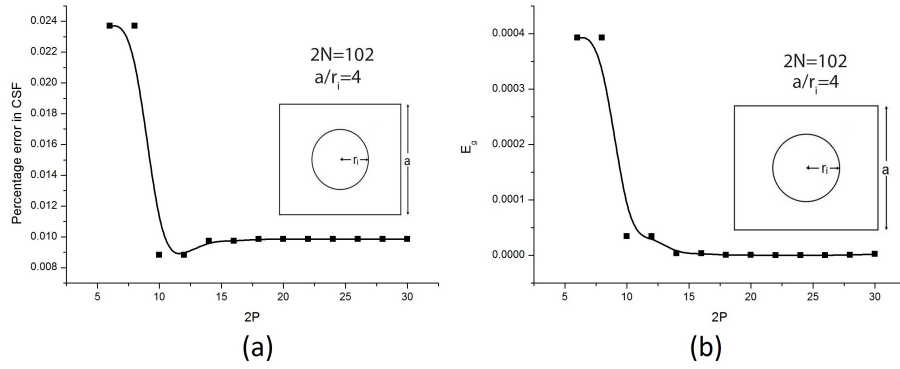 0.024
0.022
0.020
0.018
0.016
0.014
0.012
0.010
0.008
Percentage error in CSF
2N=102
a/ri=4
ri
a
5 10 15 20 25 30
2P
(a)
0.0004
0.0003
0.0002
0.0001
0.0000
Eg
2N=102
a/ri=4
ri
a
5 10 15 20 25 30
2P
(b)